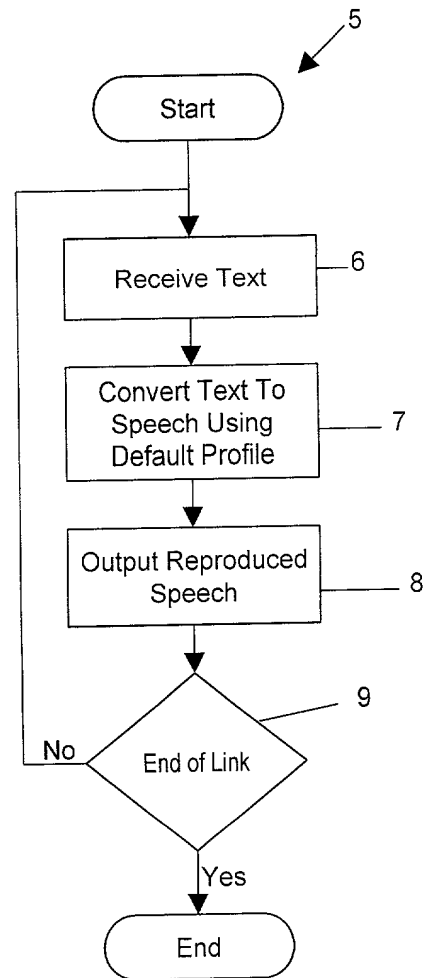 5
Start
Receive Text
6
Convert Text To
Speech Using
Default Profile
7
Output Reproduced
Speech
8
9
End of Link
No
Yes
End